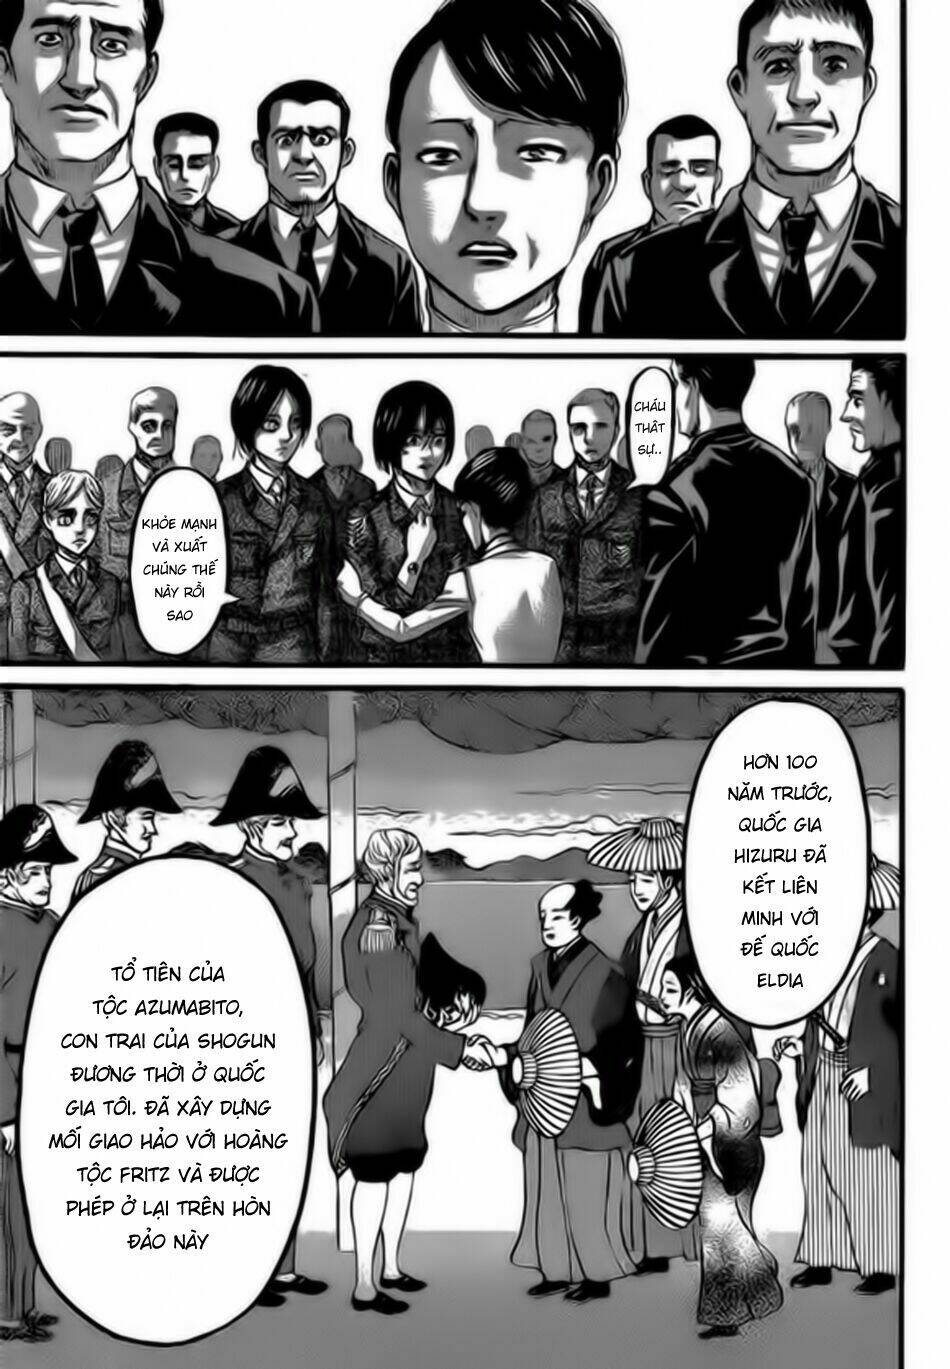 CHÁU
THẬT
SỰ..
KHỎE MẠNH
VÀ XUẤT
CHÚNG THẾ
NÀY RỒI
SAO
HƠN 100
NĂM TRƯỚC,
QUỐC GIA
HIZURU ĐÃ
KẾT LIÊN
MINH VỚI
ĐẾ QUỐC
ELDIA
TỔ TIÊN CỦA
TỘC AZUMABITO,
CON TRAI CỦA SHOGUN
ĐƯƠNG THỜI Ở QUỐC
GIA TÔI. ĐÃ XÂY DỰNG
MỐI GIAO HẢO VỚI HOÀNG
TỘC FRITZ VÀ ĐƯỢC
PHÉP Ở LẠI TRÊN HÒN
ĐẢO NÀY